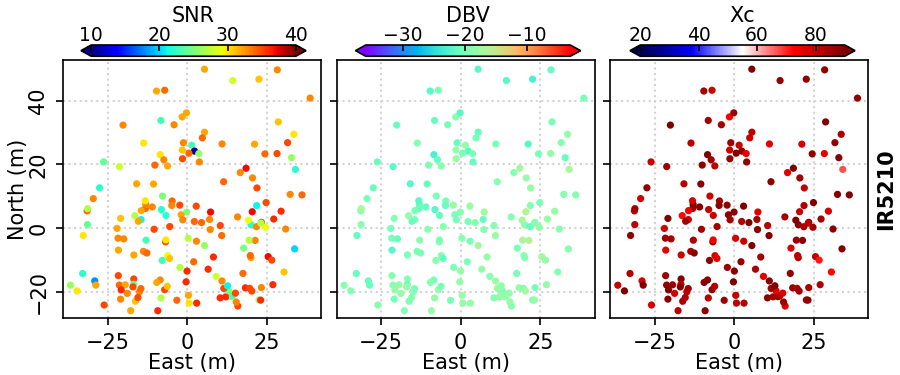 SNR DBV Xc
10 20 30 40 −30 −20 −10 20 40 60 80
40
20
0
−20
North (m)
−25 0 25 −25 0 25 −25 0 25
East (m) East (m) East (m)
IR5210